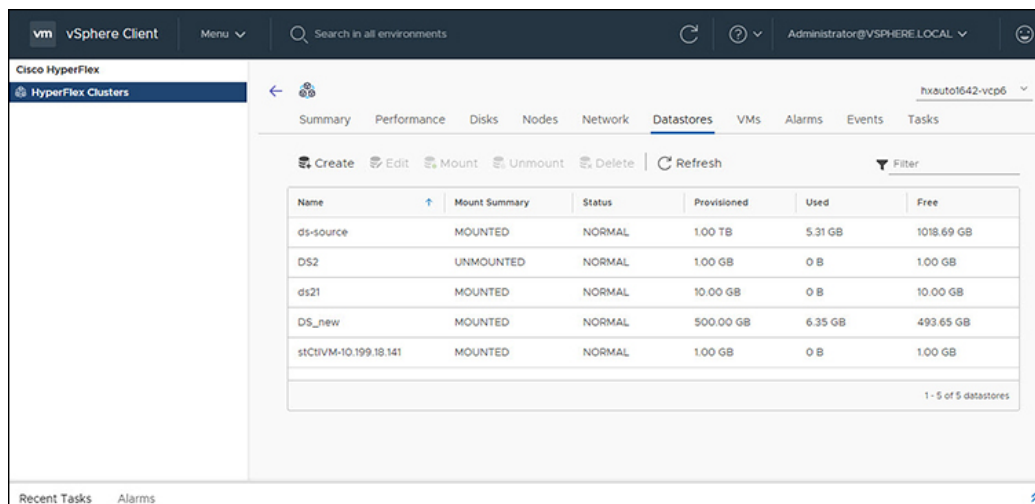 vm vSphere Client Menu Search in all environments Administrator@VSPHERE.LOCAL
Cisco HyperFlex
HyperFlex Clusters
hxauto1642-vcp6
Summary Performance Disks Nodes Network Datastores VMs Alarms Events Tasks
Create Edit Mount Unmount Delete Refresh Filter
Name Mount Summary Status Provisioned Used Free
ds-source MOUNTED NORMAL 1.00 TB 5.31 GB 1018.69 GB
DS2 UNMOUNTED NORMAL 1.00 GB 0 B 1.00 GB
ds21 MOUNTED NORMAL 10.00 GB 0 B 10.00 GB
DS_new MOUNTED NORMAL 500.00 GB 6.35 GB 493.65 GB
stCtlVM-10.199.18.141 MOUNTED NORMAL 1.00 GB 0 B 1.00 GB
1 - 5 of 5 datastores
Recent Tasks Alarms